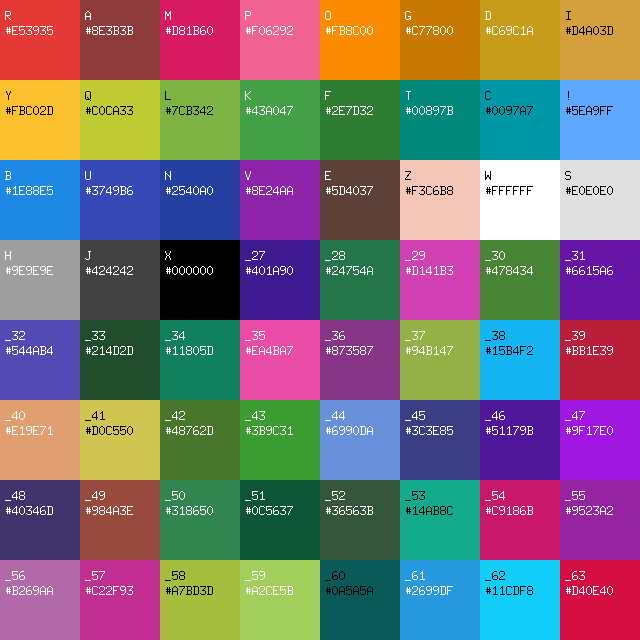 R A M P O G D I
#E53935 #8E3B3B #D81B60 #F06292 #FB8C00 #C77800 #C69C1A #D4A03D
Y Q L K F T C !
#FBC02D #C0CA33 #7CB342 #43A047 #2E7D32 #00897B #0097A7 #5EA9FF
B U N V E Z W S
#1E88E5 #3749B6 #2540A0 #8E24AA #5D4037 #F3C6B8 #FFFFFF #E0E0E0
H J X _27 _28 _29 _30 _31
#9E9E9E #424242 #000000 #401A90 #24754A #D141B3 #478434 #6615A6
_32 _33 _34 _35 _36 _37 _38 _39
#544AB4 #214D2D #11805D #EA4BA7 #873587 #94B147 #15B4F2 #BB1E39
_40 _41 _42 _43 _44 _45 _46 _47
#E19E71 #D0C550 #48762D #3B9C31 #6990DA #3C3E85 #51179B #9F17E0
_48 _49 _50 _51 _52 _53 _54 _55
#40346D #984A3E #318650 #0C5637 #36563B #14AB8C #C9186B #9523A2
_56 _57 _58 _59 _60 _61 _62 _63
#B269AA #C22F93 #A7BD3D #A2CE5B #0A5A5A #2699DF #11CDF8 #D40E40